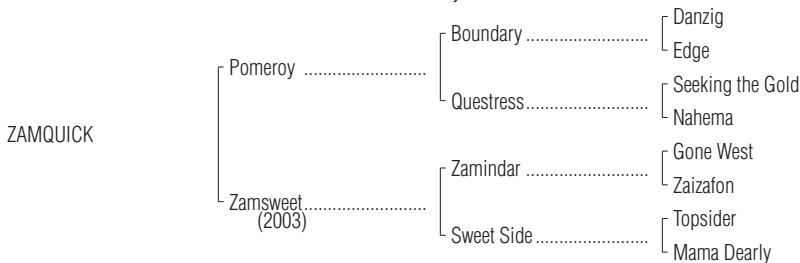 Danzig
Boundary ..............................
Edge
Pomeroy ..............................
Seeking the Gold
Questress..............................
Nahema
ZAMQUICK
Gone West
Zamindar ..............................
Zaizafon
Zamsweet..............................
(2003)
Topsider
Sweet Side ............................
Mama Dearly